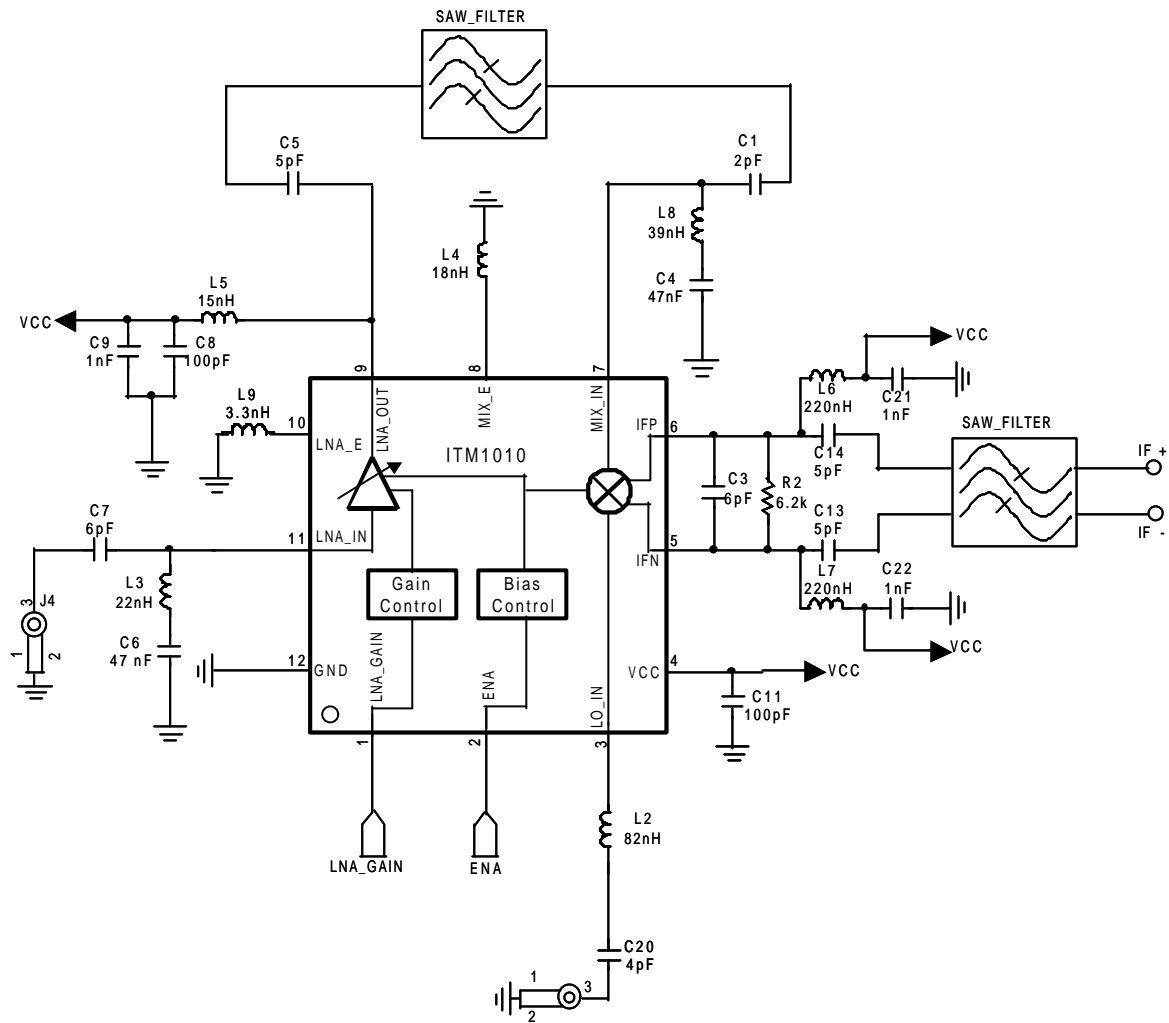 SAW_FILTER
C5
5pF
C1
2pF
L8
39nH
L4
18nH
C4
47nF
L5
15nH
VCC
C9
1nF
C8
100pF
VCC
9
8
7
L9
3.3nH
10
LNA_E
LNA_OUT
MIX_E
MIX_IN
IFP
6
L6
220nH
C21
1nF
SAW_FILTER
ITM1010
C14
5pF
IF +
C3
6pF
R2
6.2k
C7
6pF
11
LNA_IN
C13
5pF
IF -
5
IFN
L7
220nH
C22
1nF
L3
22nH
Gain
Control
Bias
Control
3
J4
1
2
C6
47 nF
VCC
12
GND
LNA_GAIN
ENA
LO_IN
VCC
4
VCC
C11
100pF
1
2
3
L2
82nH
LNA_GAIN
ENA
C20
4pF
1
3
2